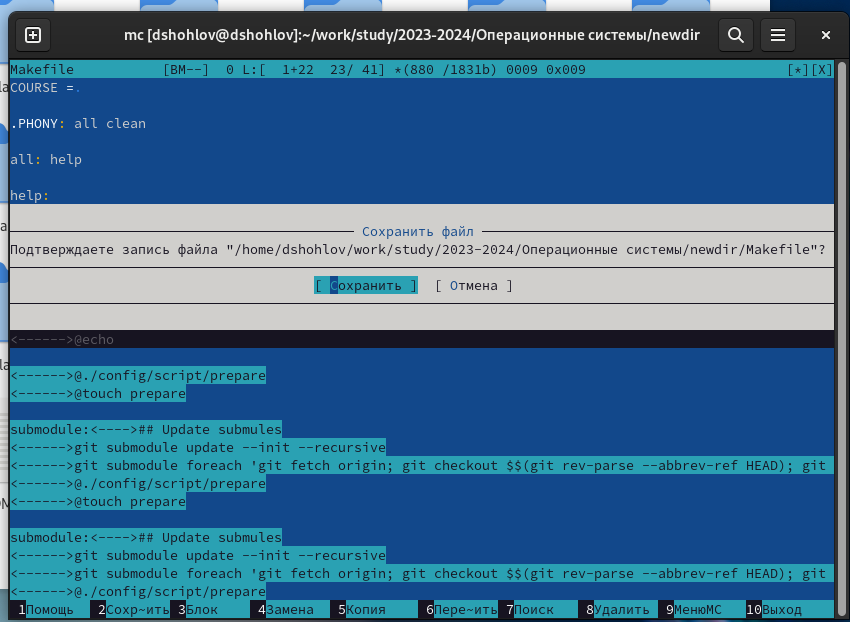 mc [dshohlov@dshohlov]:~/work/study/2023-2024/Операционные системы/newdir
Makefile [BM--] 0 L:[ 1+22 23/ 41] *(880 /1831b) 0009 0x009 [*][X]
COURSE =.
.PHONY: all clean
all: help
help:
Сохранить файл
Подтверждаете запись файла "/home/dshohlov/work/study/2023-2024/Операционные системы/newdir/Makefile"?
[ Сохранить ] [ Отмена ]
<------>@echo
<------>@./config/script/prepare
<------>@touch prepare
submodule:<---->## Update submules
<------>git submodule update --init --recursive
<------>git submodule foreach 'git fetch origin; git checkout $$(git rev-parse --abbrev-ref HEAD); git
<------>@./config/script/prepare
<------>@touch prepare
submodule:<---->## Update submules
<------>git submodule update --init --recursive
<------>git submodule foreach 'git fetch origin; git checkout $$(git rev-parse --abbrev-ref HEAD); git
<------>@./config/script/prepare
1Помощь 2Сохр~ить 3Блок 4Замена 5Копия 6Пере~ить 7Поиск 8Удалить 9МенюMC 10Выход